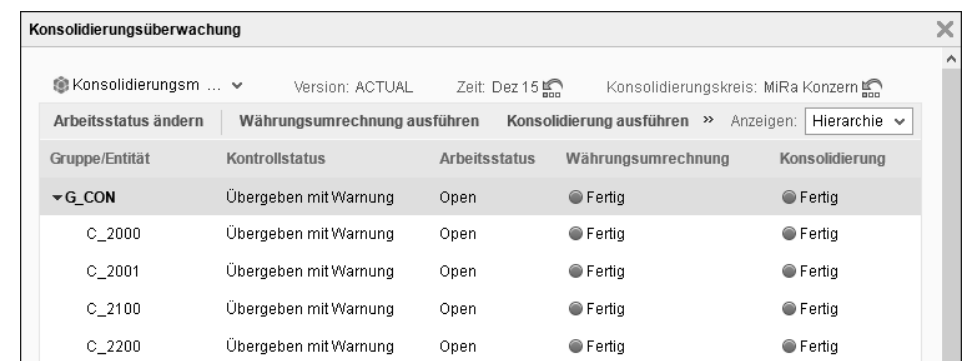 Konsolidierungsüberwachung
Konsolidierungsm ... Version: ACTUAL Zeit: Dez 15 Konsolidierungskreis: MiRa Konzern
Arbeitsstatus ändern Währungsumrechnung ausführen Konsolidierung ausführen » Anzeigen: Hierarchie
Gruppe/Entität Kontrollstatus Arbeitsstatus Währungsumrechnung Konsolidierung
G_CON Übergeben mit Warnung Open Fertig Fertig
C_2000 Übergeben mit Warnung Open Fertig Fertig
C_2001 Übergeben mit Warnung Open Fertig Fertig
C_2100 Übergeben mit Warnung Open Fertig Fertig
C_2200 Übergeben mit Warnung Open Fertig Fertig